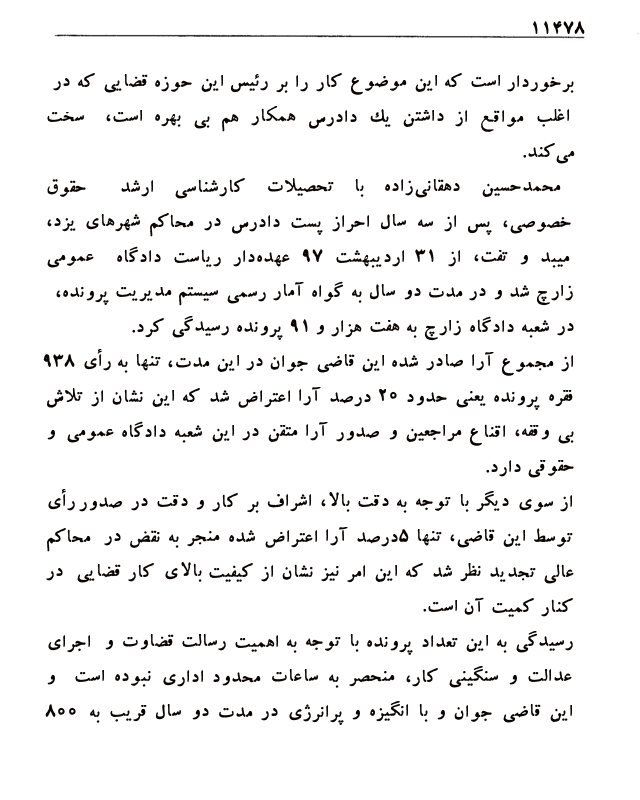 ۱۱۴۷۸
برخوردار است که این موضوع کار را بر رئیس این حوزه قضایی که در
اغلب مواقع از داشتن يك دادرس همکار هم بی بهره است، سخت
می‌کند.
محمدحسین دهقانی‌زاده با تحصیلات کارشناسی ارشد حقوق
خصوصی، پس از سه سال احراز پست دادرس در محاکم شهرهای یزد،
میبد و تفت، از ۳۱ اردیبهشت ۹۷ عهده‌دار ریاست دادگاه عمومی
زارچ شد و در مدت دو سال به گواه آمار رسمی سیستم مدیریت پرونده،
در شعبه دادگاه زارچ به هفت هزار و ۹۱ پرونده رسیدگی کرد.
از مجموع آرا صادر شده این قاضی جوان در این مدت، تنها به رأی ۹۳۸
فقره پرونده یعنی حدود ۲۰ درصد آرا اعتراض شد که این نشان از تلاش
بی وقفه، اقناع مراجعین و صدور آرا متقن در این شعبه دادگاه عمومی و
حقوقی دارد.
از سوی دیگر با توجه به دقت بالا، اشراف بر کار و دقت در صدور رأی
توسط این قاضی، تنها ۵درصد آرا اعتراض شده منجر به نقض در محاکم
عالی تجدید نظر شد که این امر نیز نشان از کیفیت بالای کار قضایی در
کنار کمیت آن است.
رسیدگی به این تعداد پرونده با توجه به اهمیت رسالت قضاوت و اجرای
عدالت و سنگینی کار، منحصر به ساعات محدود اداری نبوده است و
این قاضی جوان و با انگیزه و پرانرژی در مدت دو سال قریب به ۸۰۰